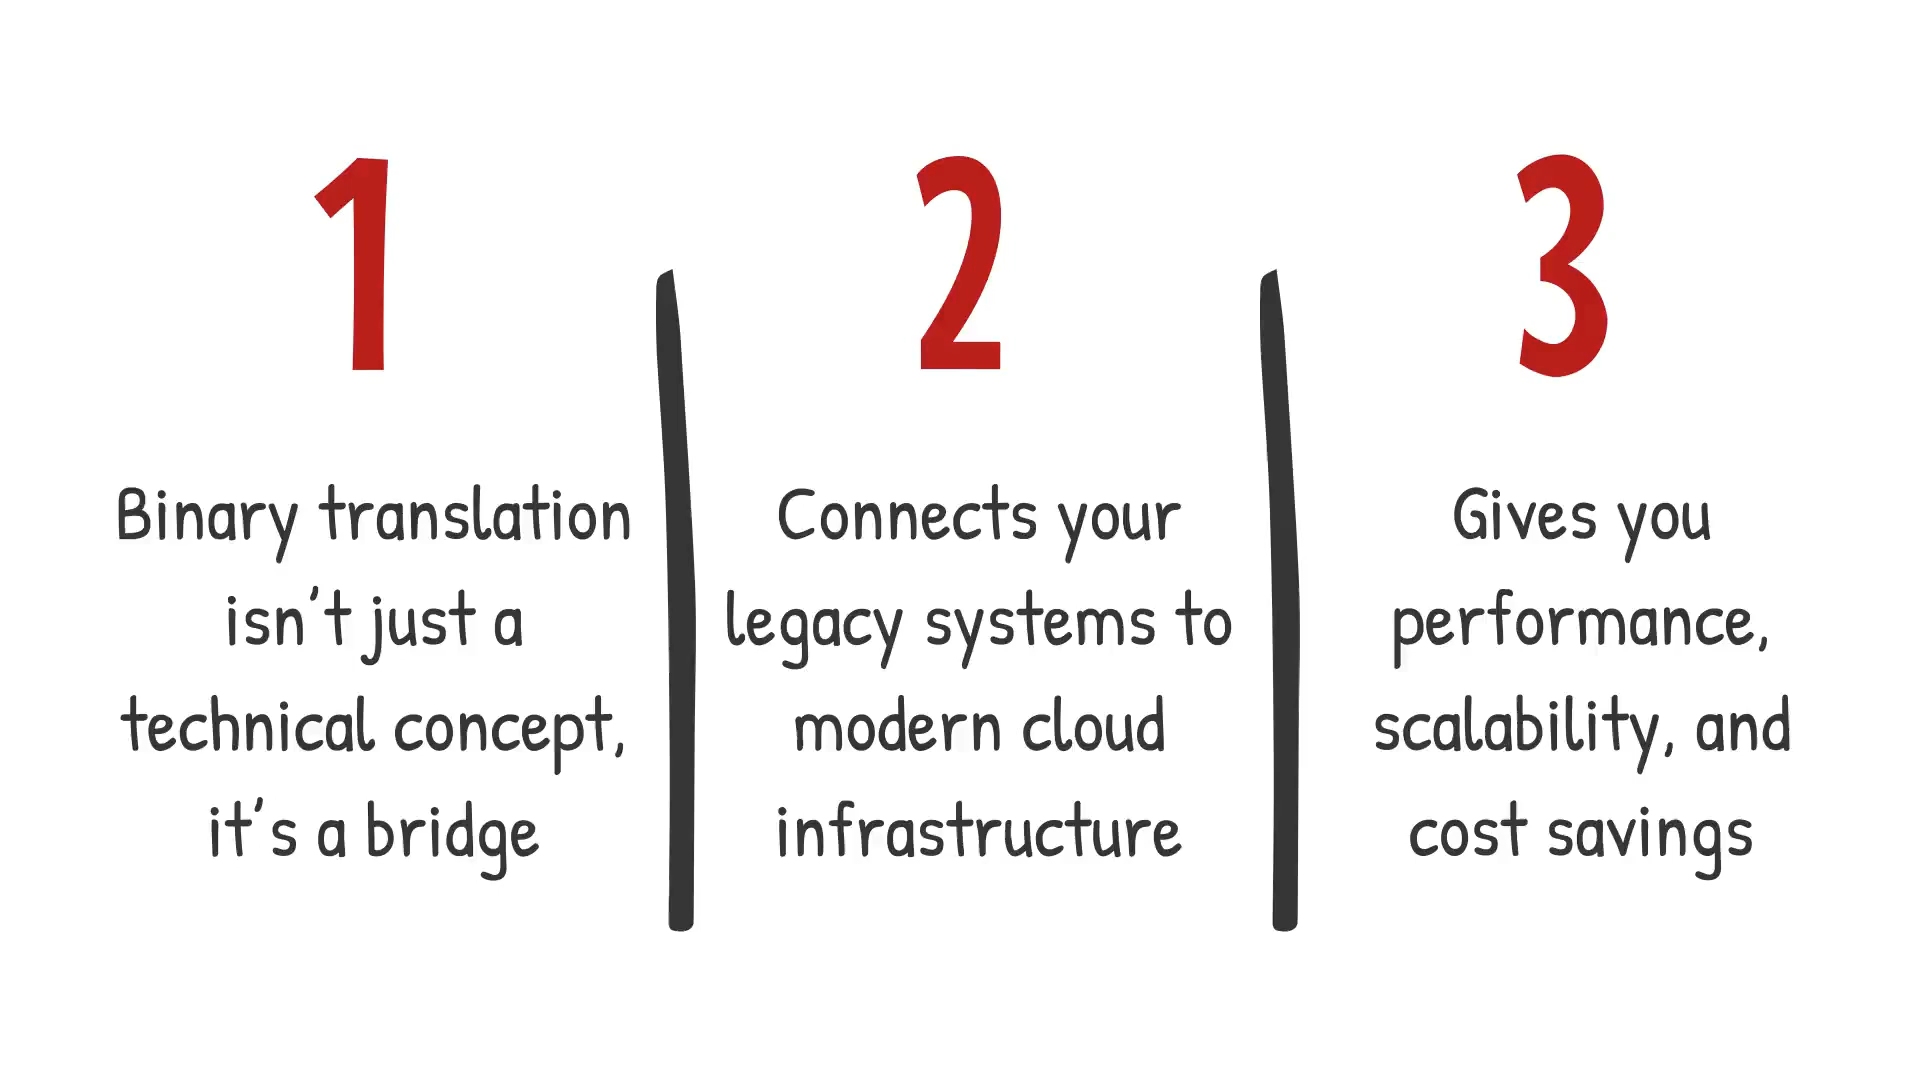 1
Binary translation
isn't just a
technical concept,
it's a bridge
2
Connects your
legacy systems to
modern cloud
infrastructure
3
Gives you
performance,
scalability, and
cost savings